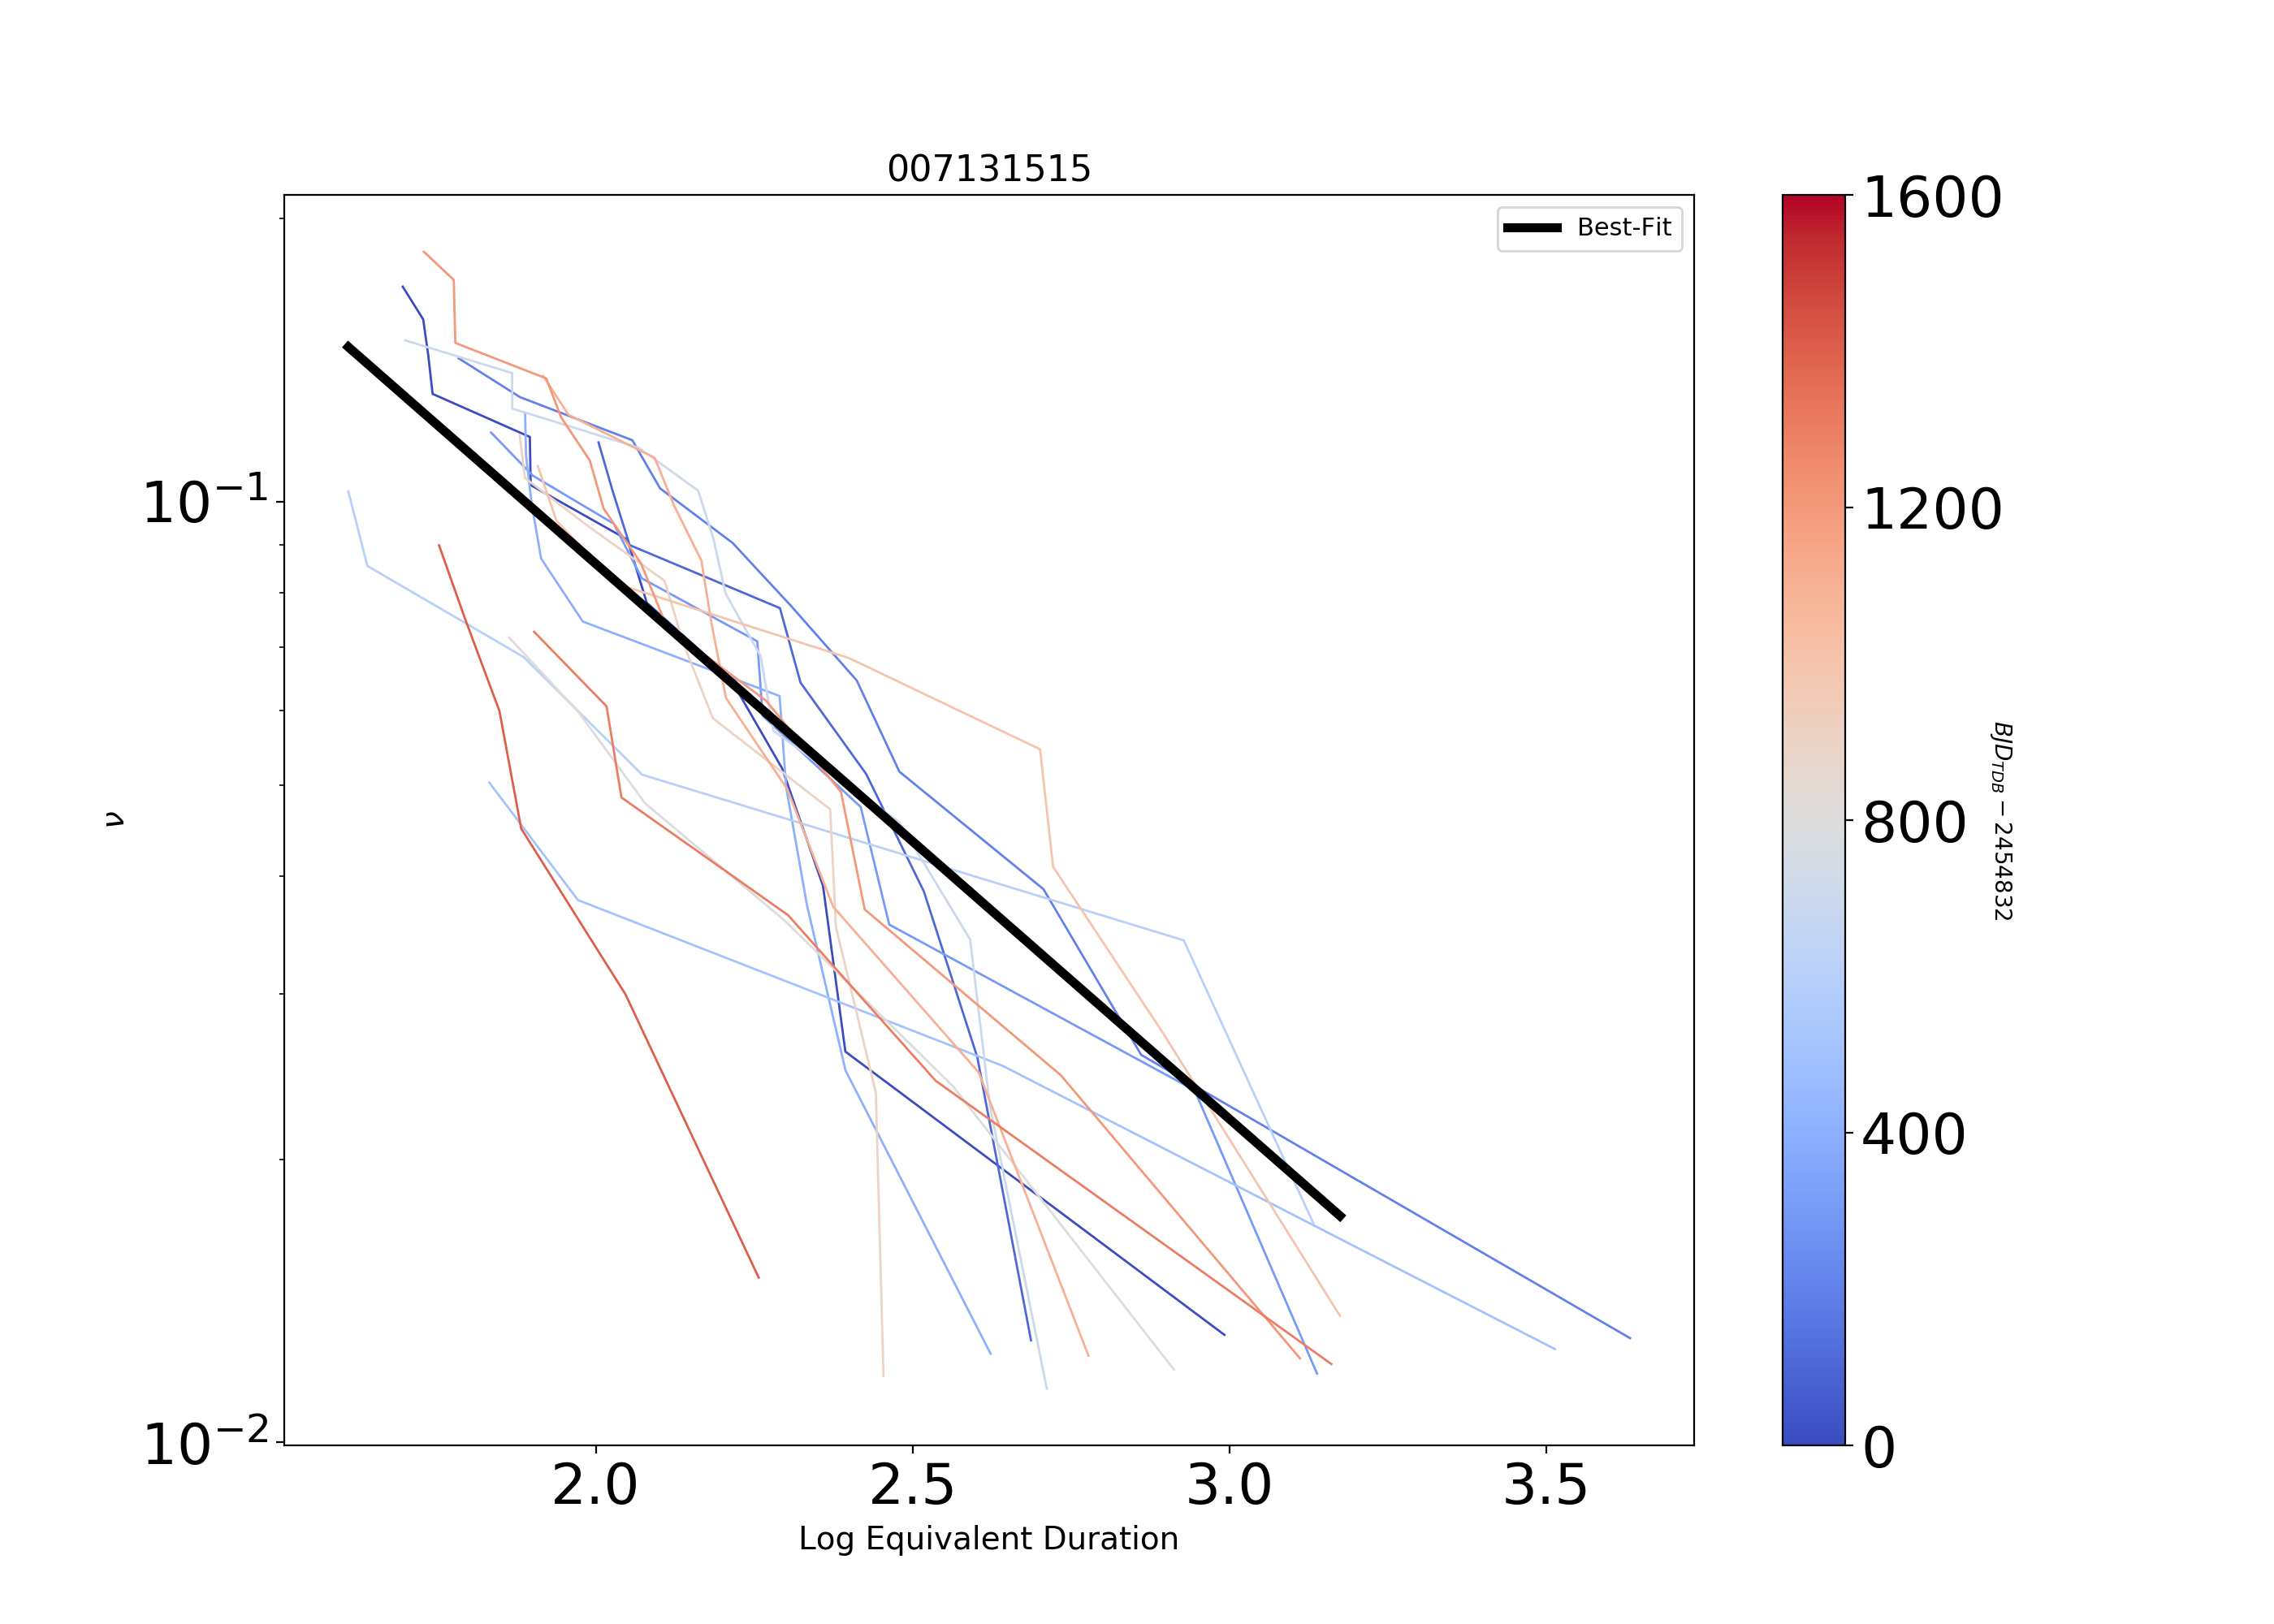 007131515
Best-Fit
10⁻¹
10⁻²
ν
2.0 2.5 3.0 3.5
Log Equivalent Duration
1600
1200
800
400
0
BJD_TDB − 2454832